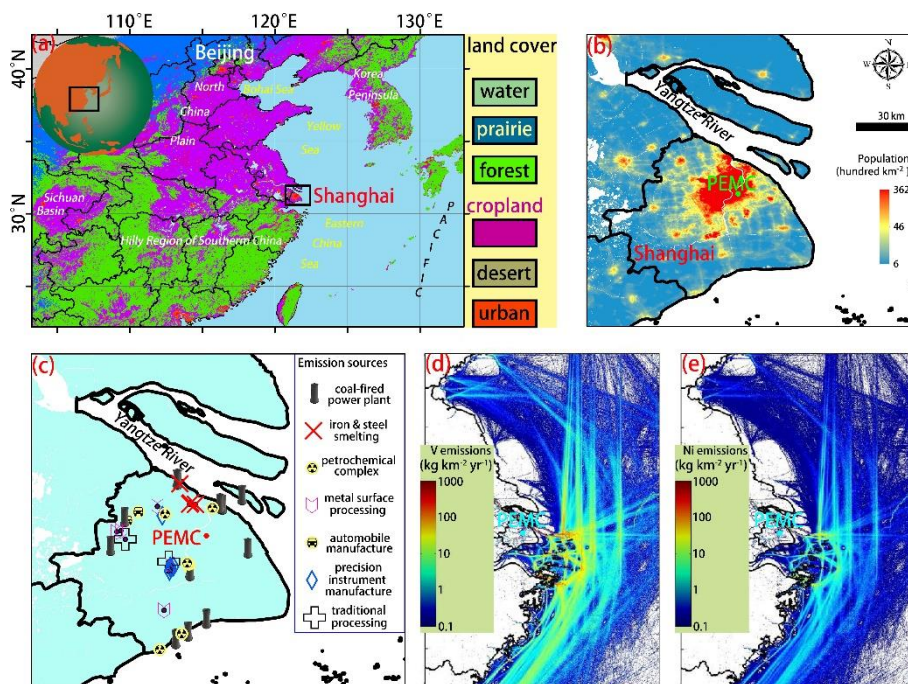 110° E
120° E
130° E
(a)
40° N
30° N
Beijing
North
China
Plain
Bohai Sea
Korea
Peninsula
Yellow
Sea
Shanghai
Sichuan
Basin
Hilly Region of Southern China
Eastern
China
Sea
PACIFIC
land cover
water
prairie
forest
cropland
desert
urban
(b)
N
W
E
S
30 km
Yangtze River
PEMC
Shanghai
Population
(hundred km⁻²)
362
46
6
(c)
Yangtze River
PEMC
Emission sources
coal-fired
power plant
iron & steel
smelting
petrochemical
complex
metal surface
processing
automobile
manufacture
precision
instrument
manufacture
traditional
processing
(d)
V emissions
(kg km⁻² yr⁻¹)
1000
100
10
1
0.1
PEMC
(e)
Ni emissions
(kg km⁻² yr⁻¹)
1000
100
10
1
0.1
PEMC